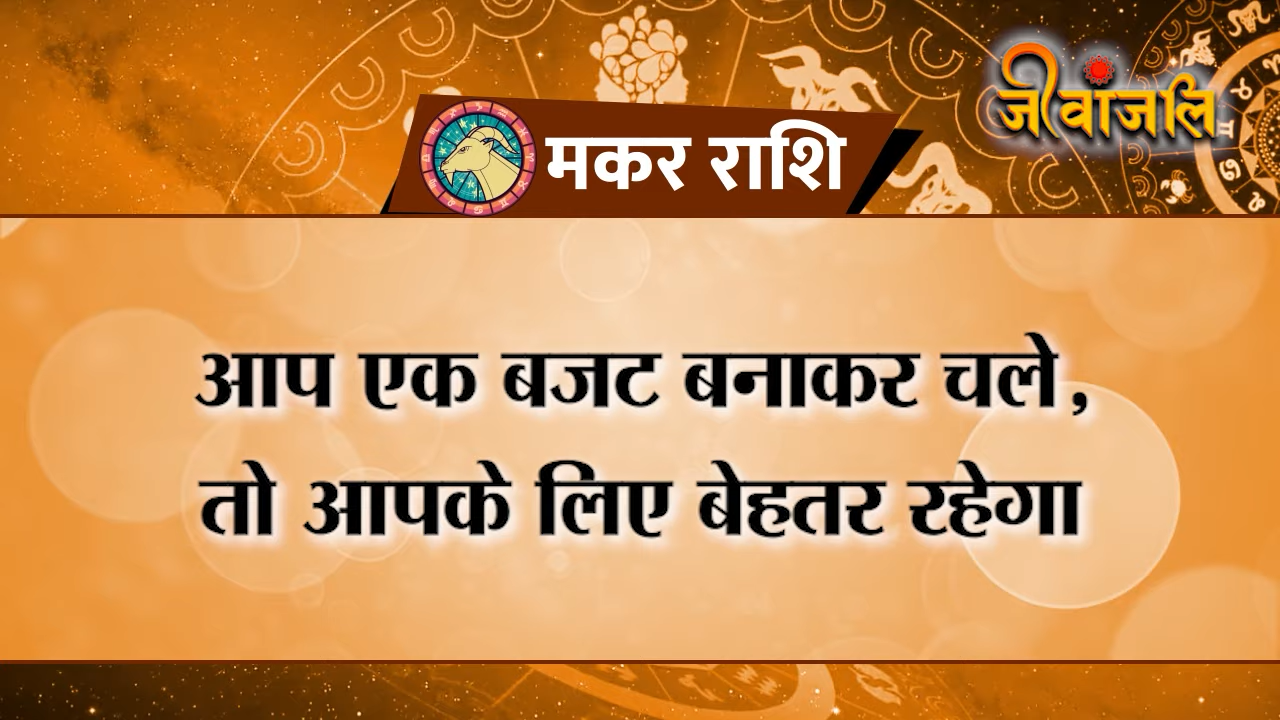 जीवांजलि
मकर राशि
आप एक बजट बनाकर चले,
तो आपके लिए बेहतर रहेगा